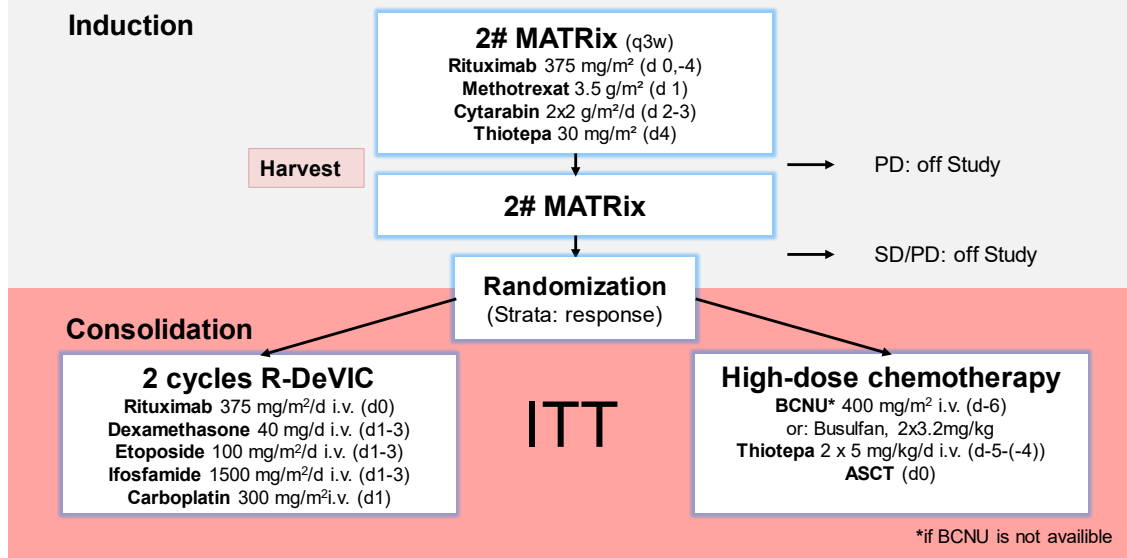 Induction
2# MATRix (q3w)
Rituximab 375 mg/m² (d 0,-4)
Methotrexat 3.5 g/m² (d 1)
Cytarabin 2x2 g/m²/d (d 2-3)
Thiotepa 30 mg/m² (d4)
Harvest
PD: off Study
2# MATRix
SD/PD: off Study
Randomization
(Strata: response)
Consolidation
2 cycles R-DeVIC
Rituximab 375 mg/m²/d i.v. (d0)
Dexamethasone 40 mg/d i.v. (d1-3)
Etoposide 100 mg/m²/d i.v. (d1-3)
Ifosfamide 1500 mg/m²/d i.v. (d1-3)
Carboplatin 300 mg/m²i.v. (d1)
ITT
High-dose chemotherapy
BCNU* 400 mg/m² i.v. (d-6)
or: Busulfan, 2x3.2mg/kg
Thiotepa 2 x 5 mg/kg/d i.v. (d-5-(-4))
ASCT (d0)
*if BCNU is not availible